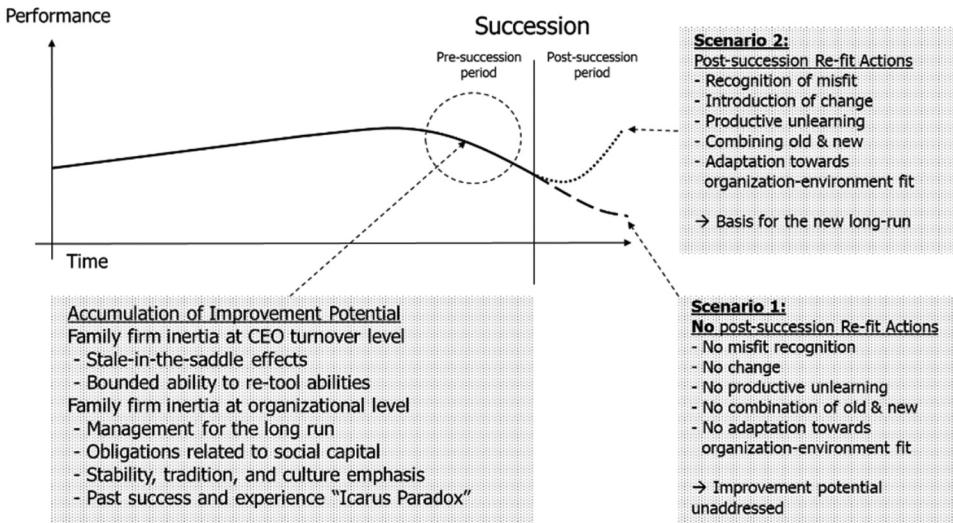 Performance
Succession
Pre-succession
period
Post-succession
period
Time
Scenario 2:
Post-succession Re-fit Actions
- Recognition of misfit
- Introduction of change
- Productive unlearning
- Combining old & new
- Adaptation towards
organization-environment fit
→ Basis for the new long-run
Accumulation of Improvement Potential
Family firm inertia at CEO turnover level
- Stale-in-the-saddle effects
- Bounded ability to re-tool abilities
Family firm inertia at organizational level
- Management for the long run
- Obligations related to social capital
- Stability, tradition, and culture emphasis
- Past success and experience “Icarus Paradox”
Scenario 1:
No post-succession Re-fit Actions
- No misfit recognition
- No change
- No productive unlearning
- No combination of old & new
- No adaptation towards
organization-environment fit
→ Improvement potential
unaddressed